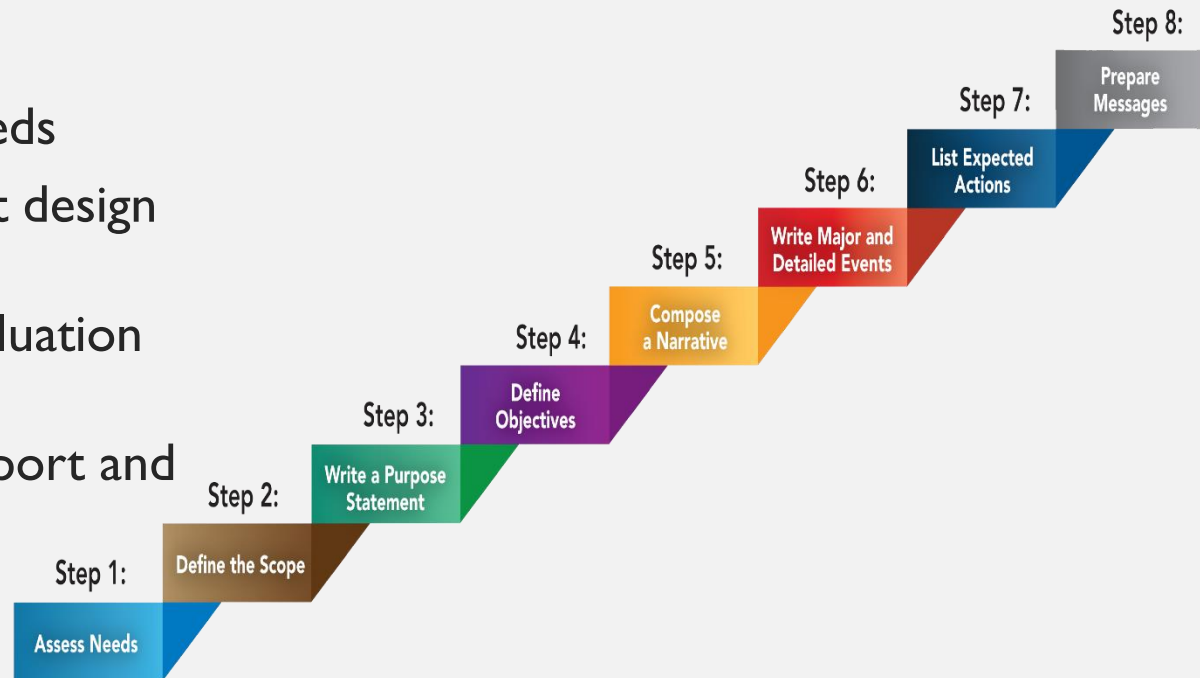 eds
t design
luation
port and
Step 1:
Assess Needs
Step 2:
Define the Scope
Step 3:
Write a Purpose
Statement
Step 4:
Define
Objectives
Step 5:
Compose
a Narrative
Step 6:
Write Major and
Detailed Events
Step 7:
List Expected
Actions
Step 8:
Prepare
Messages